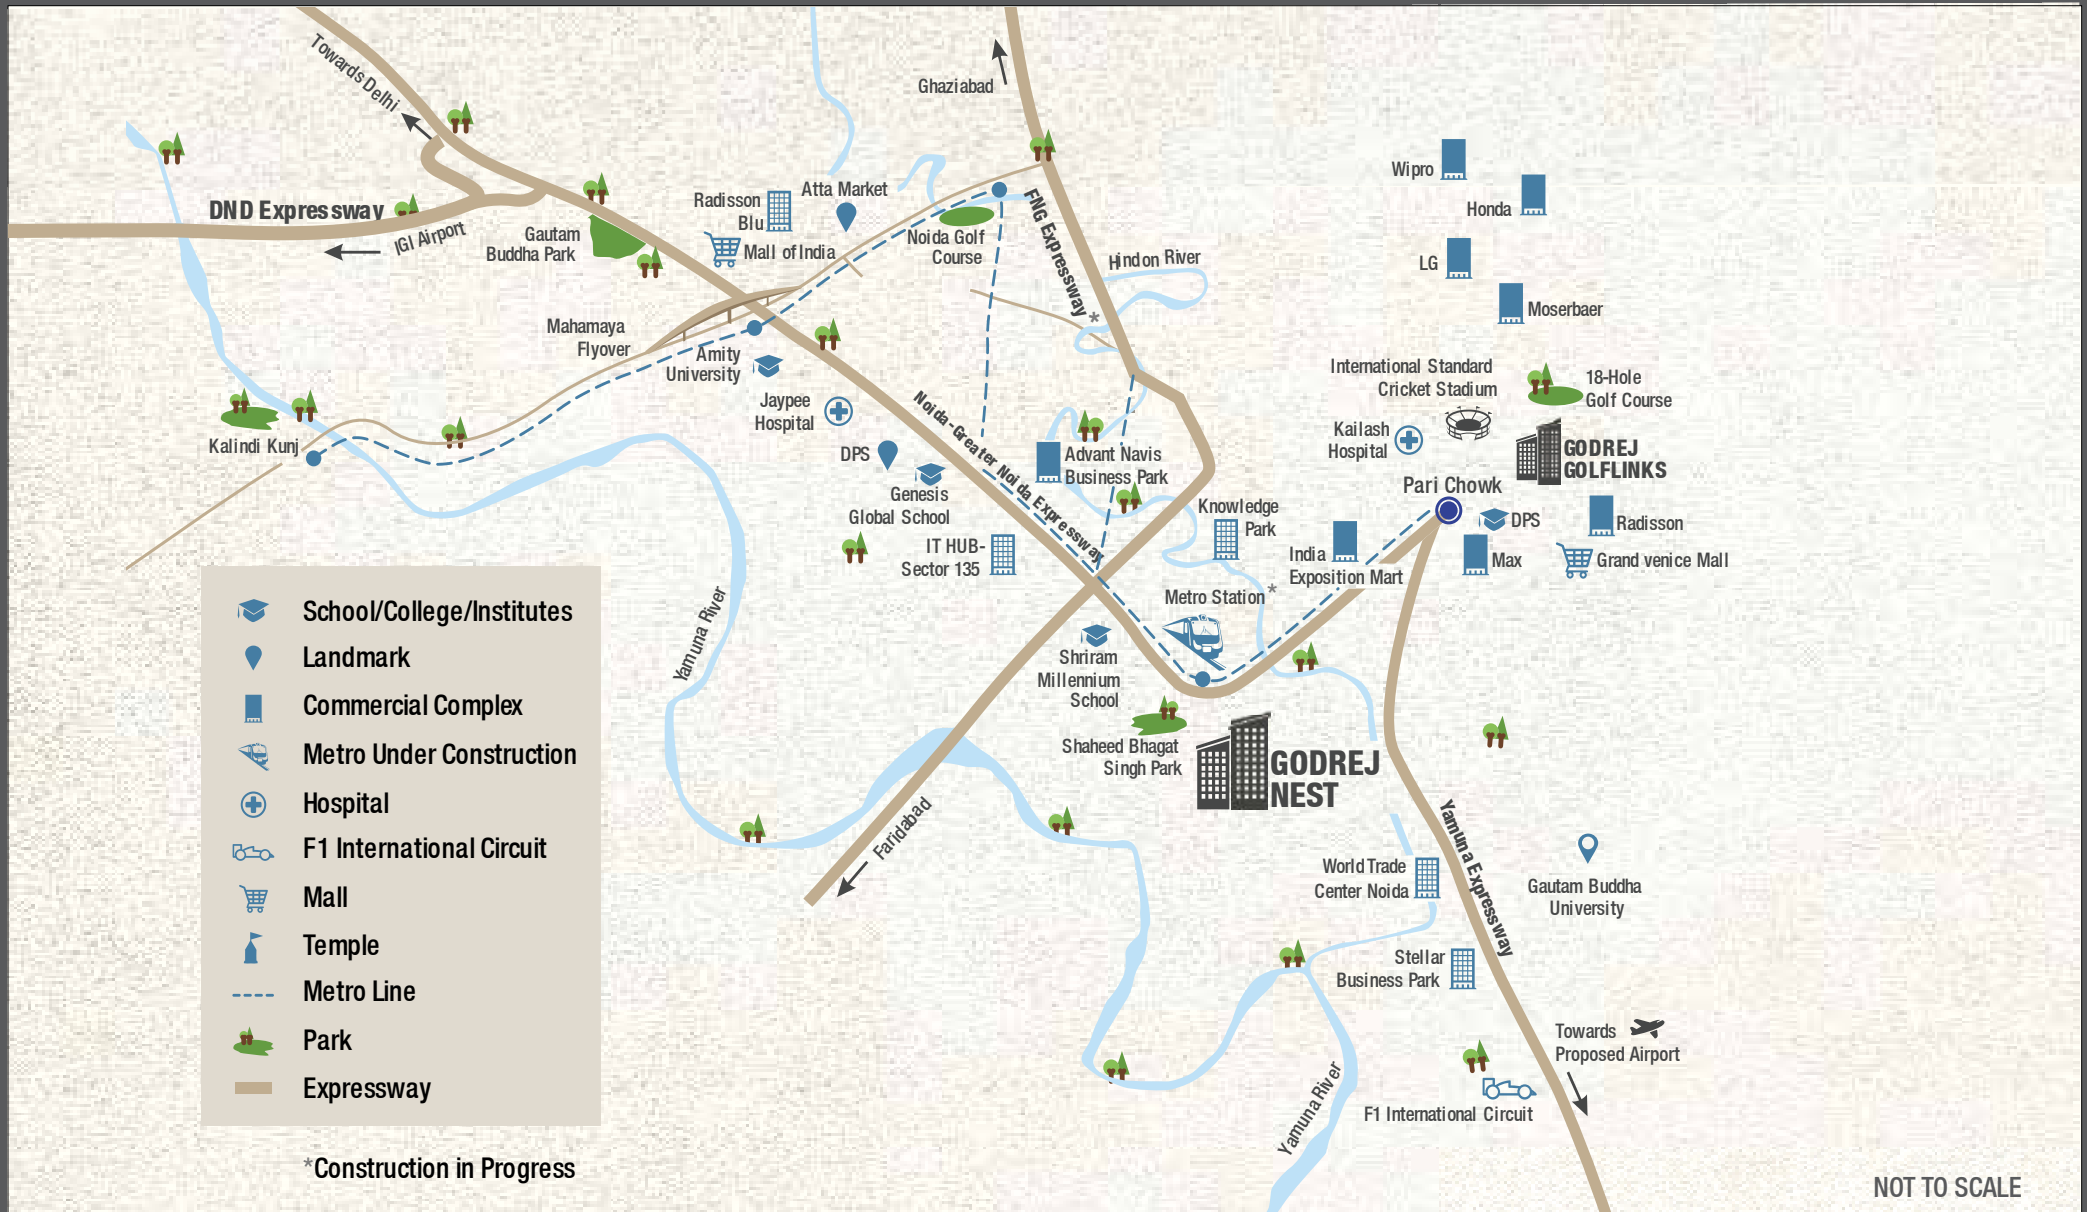 Towards Delhi
Ghaziabad
DND Expressway
IGI Airport
Gautam
Buddha Park
Radisson
Blu
Atta Market
Mall of India
Noida Golf
Course
FNG Expressway*
Hindon River
Wipro
Honda
LG
Moserbaer
Mahamaya
Flyover
Amity
University
Jaypee
Hospital
International Standard
Cricket Stadium
18-Hole
Golf Course
Kailash
Hospital
GODREJ
GOLFLINKS
Kalindi Kunj
DPS
Genesis
Global School
Noida-Greater Noida Expressway
Advant Navis
Business Park
IT HUB-
Sector 135
Knowledge
Park
Pari Chowk
DPS
Radisson
India
Exposition Mart
Max
Grand venice Mall
Metro Station*
Shriram
Millennium
School
Shaheed Bhagat
Singh Park
GODREJ
NEST
Yamuna River
Faridabad
School/College/Institutes
Landmark
Commercial Complex
Metro Under Construction
Hospital
F1 International Circuit
Mall
Temple
Metro Line
Park
Expressway
*Construction in Progress
Yamuna Expressway
World Trade
Center Noida
Gautam Buddha
University
Stellar
Business Park
Towards
Proposed Airport
F1 International Circuit
Yamuna River
NOT TO SCALE